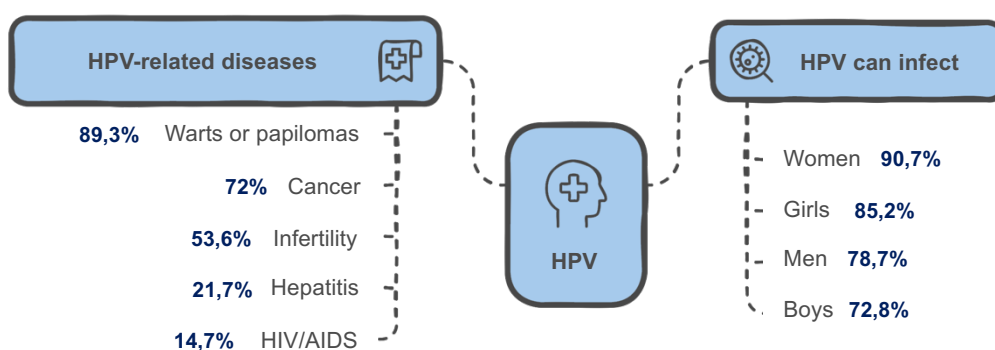 HPV-related diseases
89,3% Warts or papilomas
72% Cancer
53,6% Infertility
21,7% Hepatitis
14,7% HIV/AIDS
HPV
HPV can infect
Women 90,7%
Girls 85,2%
Men 78,7%
Boys 72,8%